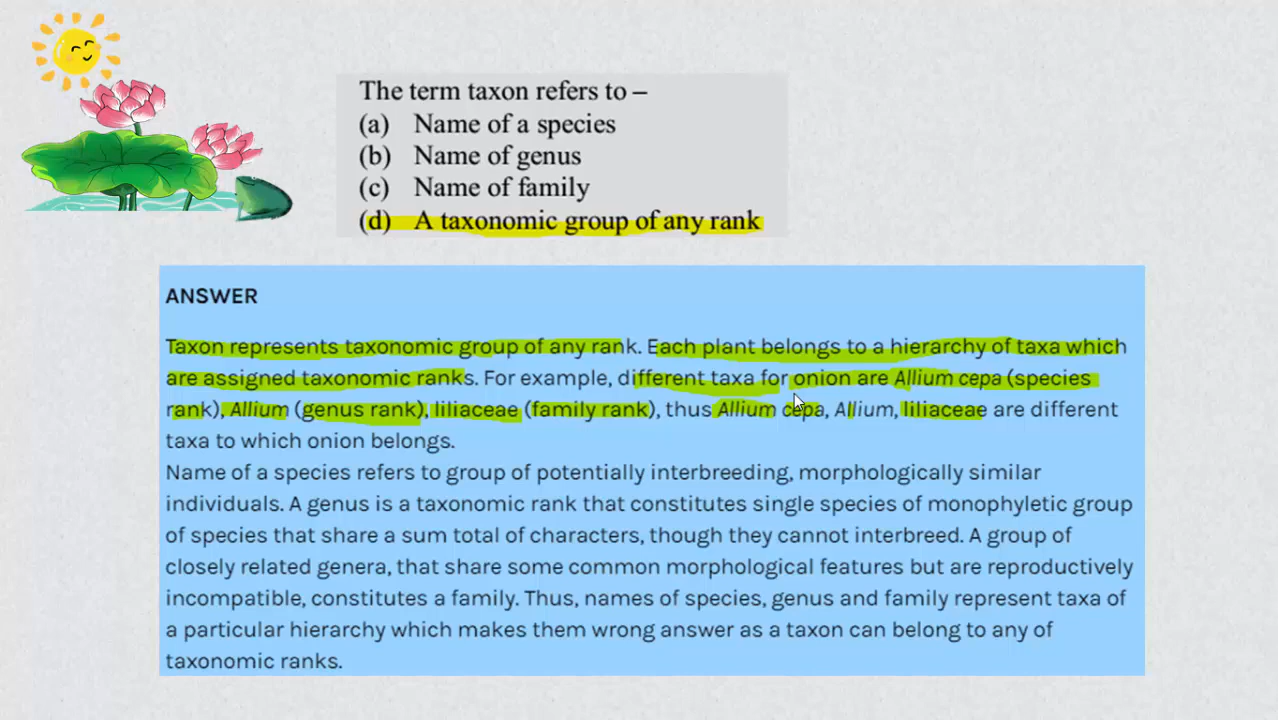 The term taxon refers to –
(a) Name of a species
(b) Name of genus
(c) Name of family
(d) A taxonomic group of any rank
ANSWER
Taxon represents taxonomic group of any rank. Each plant belongs to a hierarchy of taxa which
are assigned taxonomic ranks. For example, different taxa for onion are Allium cepa (species
rank), Allium (genus rank), liliaceae (family rank), thus Allium cepa, Allium, liliaceae are different
taxa to which onion belongs.
Name of a species refers to group of potentially interbreeding, morphologically similar
individuals. A genus is a taxonomic rank that constitutes single species of monophyletic group
of species that share a sum total of characters, though they cannot interbreed. A group of
closely related genera, that share some common morphological features but are reproductively
incompatible, constitutes a family. Thus, names of species, genus and family represent taxa of
a particular hierarchy which makes them wrong answer as a taxon can belong to any of
taxonomic ranks.